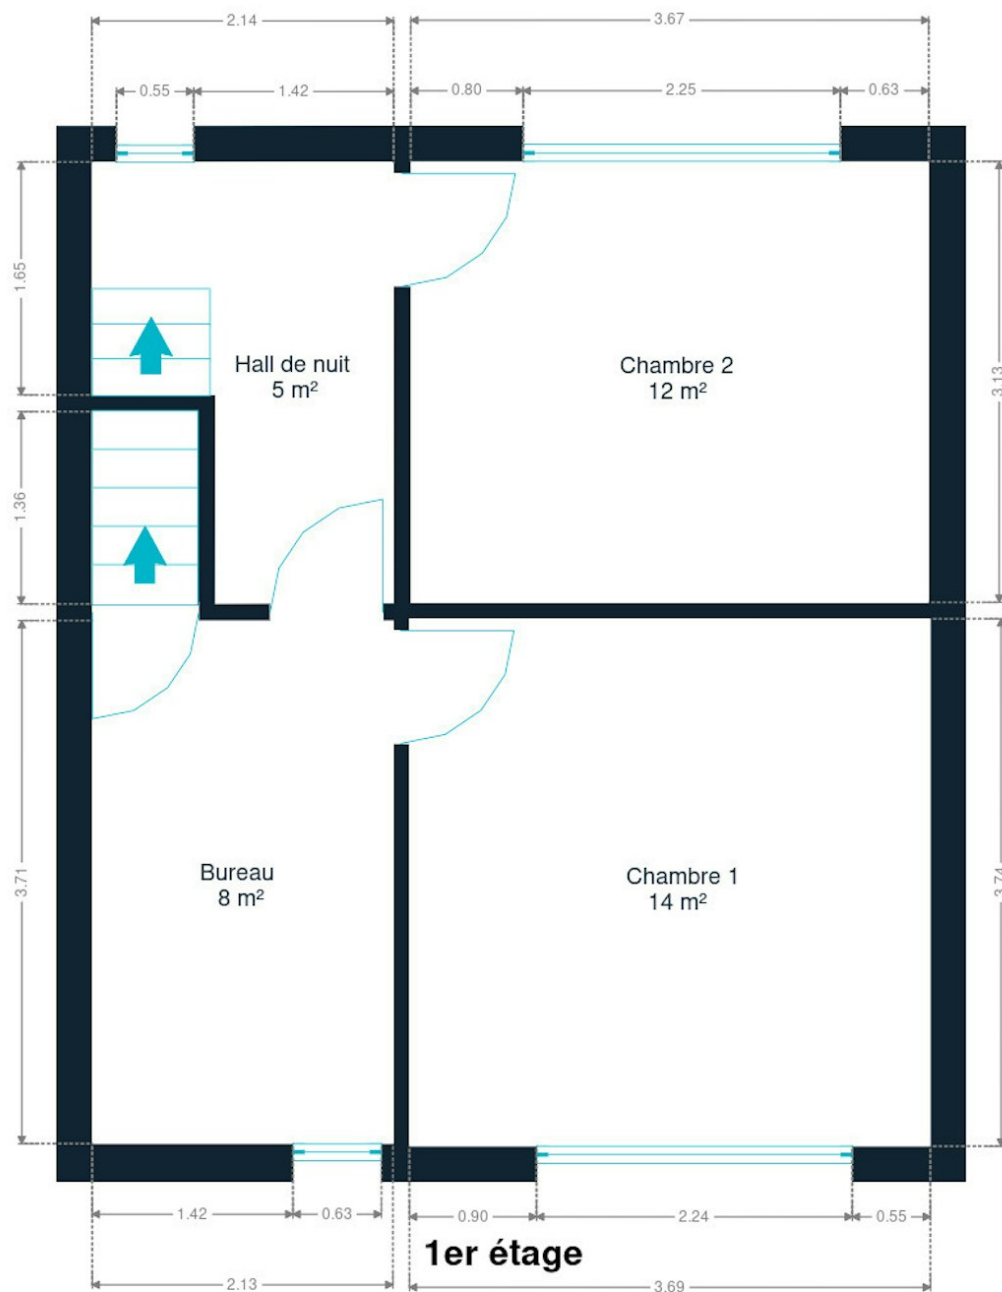 2.14
3.67
0.55
1.42
0.80
2.25
0.63
1.65
3.13
Hall de nuit
5 m²
Chambre 2
12 m²
1.36
3.71
3.74
Bureau
8 m²
Chambre 1
14 m²
1.42
0.63
0.90
2.24
0.55
1er étage
2.13
3.69